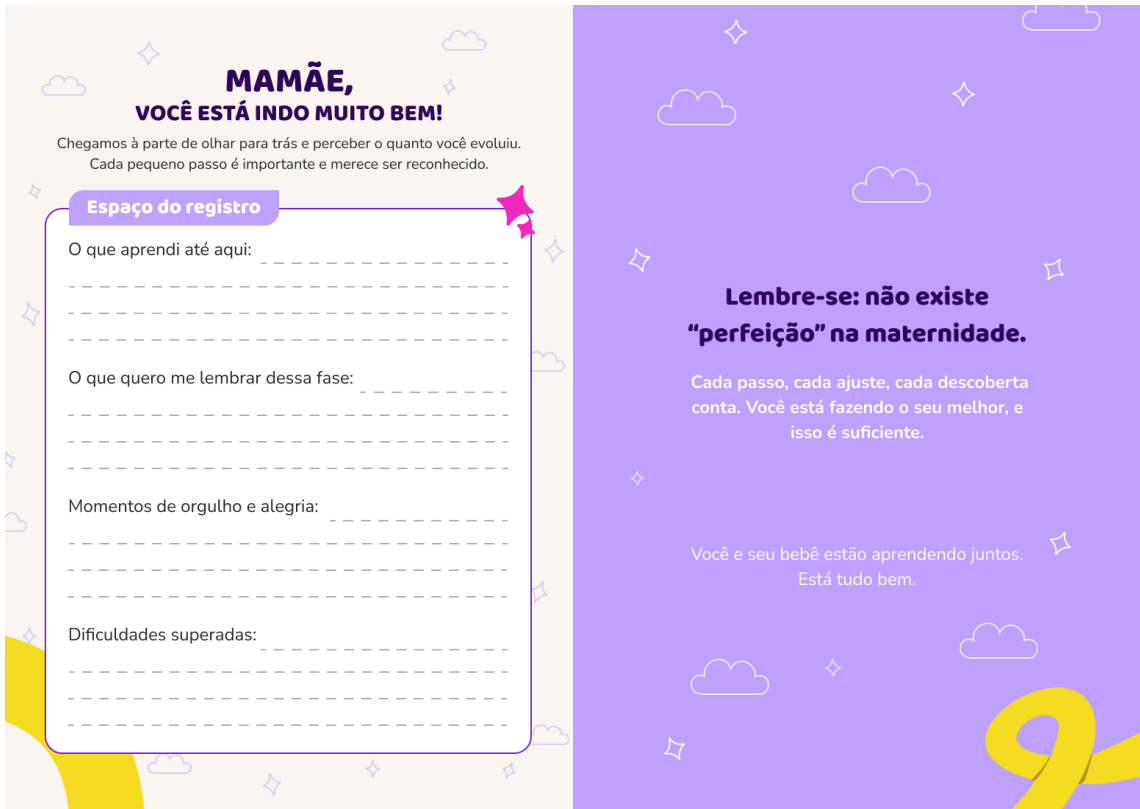 MAMÃE,
VOCÊ ESTÁ INDO MUITO BEM!
Chegamos à parte de olhar para trás e perceber o quanto você evoluiu.
Cada pequeno passo é importante e merece ser reconhecido.
Espaço do registro
O que aprendi até aqui:
O que quero me lembrar dessa fase:
Momentos de orgulho e alegria:
Dificuldades superadas:
Lembre-se: não existe
“perfeição” na maternidade.
Cada passo, cada ajuste, cada descoberta
conta. Você está fazendo o seu melhor, e
isso é suficiente.
Você e seu bebê estão aprendendo juntos.
Está tudo bem.